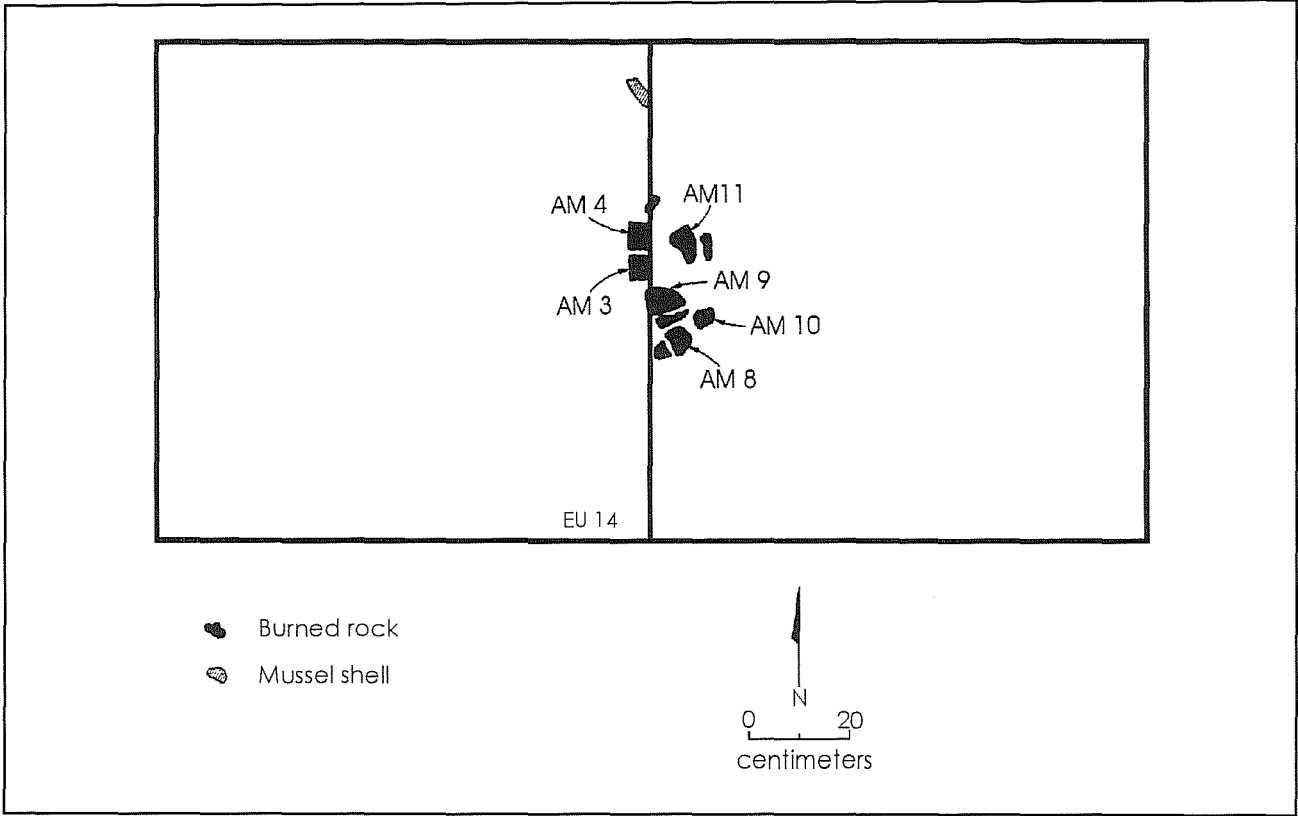 AM 4
AM11
AM 9
AM 3
AM 10
AM 8
EU 14
Burned rock
Mussel shell
N
0 20
centimeters